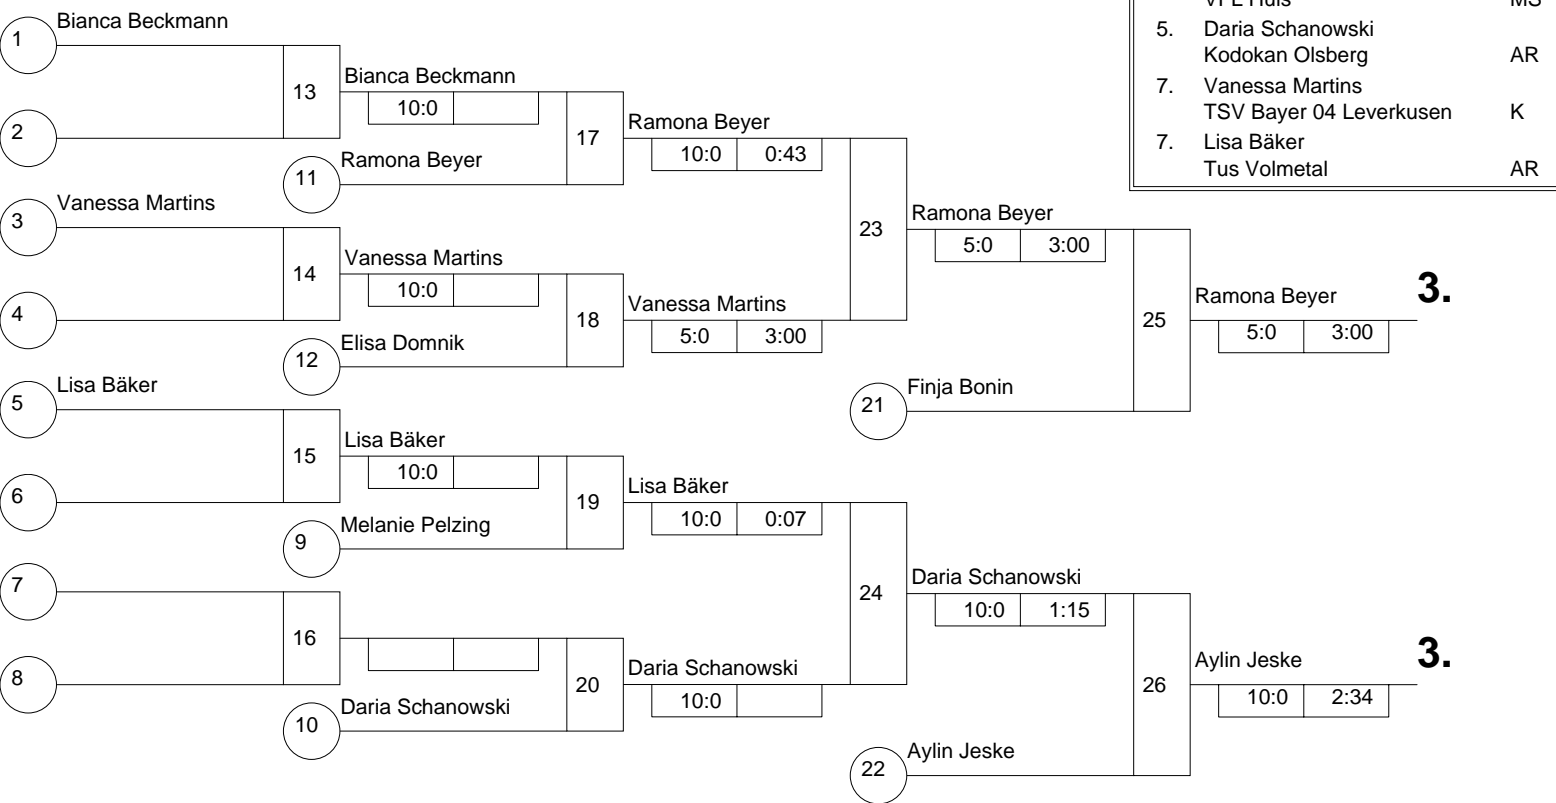 VFL Hüls MS
5. Daria Schanowski
Kodokan Olsberg AR
7. Vanessa Martins
TSV Bayer 04 Leverkusen K
7. Lisa Bäker
Tus Volmetal AR
1 Bianca Beckmann
2
13
Bianca Beckmann
10:0
11 Ramona Beyer
17
Ramona Beyer
10:0 0:43
3 Vanessa Martins
4
14
Vanessa Martins
10:0
12 Elisa Domnik
18
Vanessa Martins
5:0 3:00
23
Ramona Beyer
5:0 3:00
21 Finja Bonin
25
Ramona Beyer 3.
5:0 3:00
5 Lisa Bäker
6
15
Lisa Bäker
10:0
9 Melanie Pelzing
19
Lisa Bäker
10:0 0:07
7
8
16
10 Daria Schanowski
20
Daria Schanowski
10:0
24
Daria Schanowski
10:0 1:15
22 Aylin Jeske
26
Aylin Jeske 3.
10:0 2:34